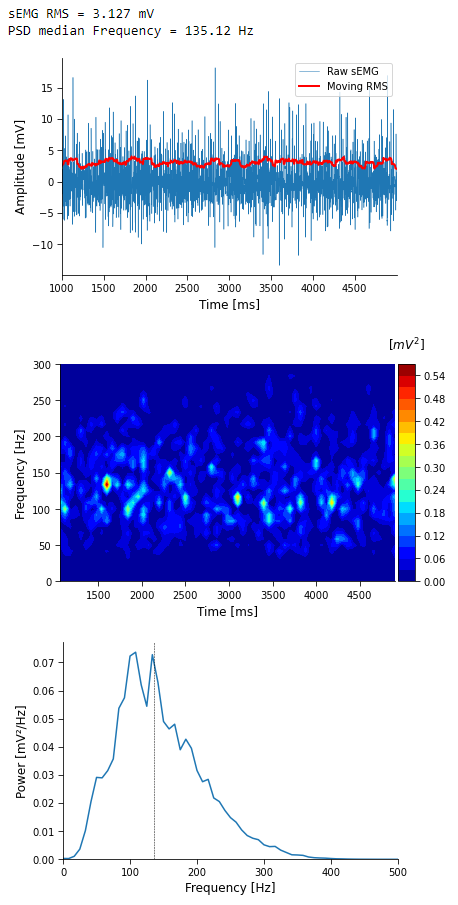 sEMG RMS = 3.127 mV
PSD median Frequency = 135.12 Hz
Raw sEMG
Moving RMS
Amplitude [mV]
15
10
5
0
−5
−10
1000 1500 2000 2500 3000 3500 4000 4500
Time [ms]
[mV²]
Frequency [Hz]
300
250
200
150
100
50
0
0.54
0.48
0.42
0.36
0.30
0.24
0.18
0.12
0.06
0.00
1500 2000 2500 3000 3500 4000 4500
Time [ms]
Power [mV²/Hz]
0.07
0.06
0.05
0.04
0.03
0.02
0.01
0.00
0 100 200 300 400 500
Frequency [Hz]